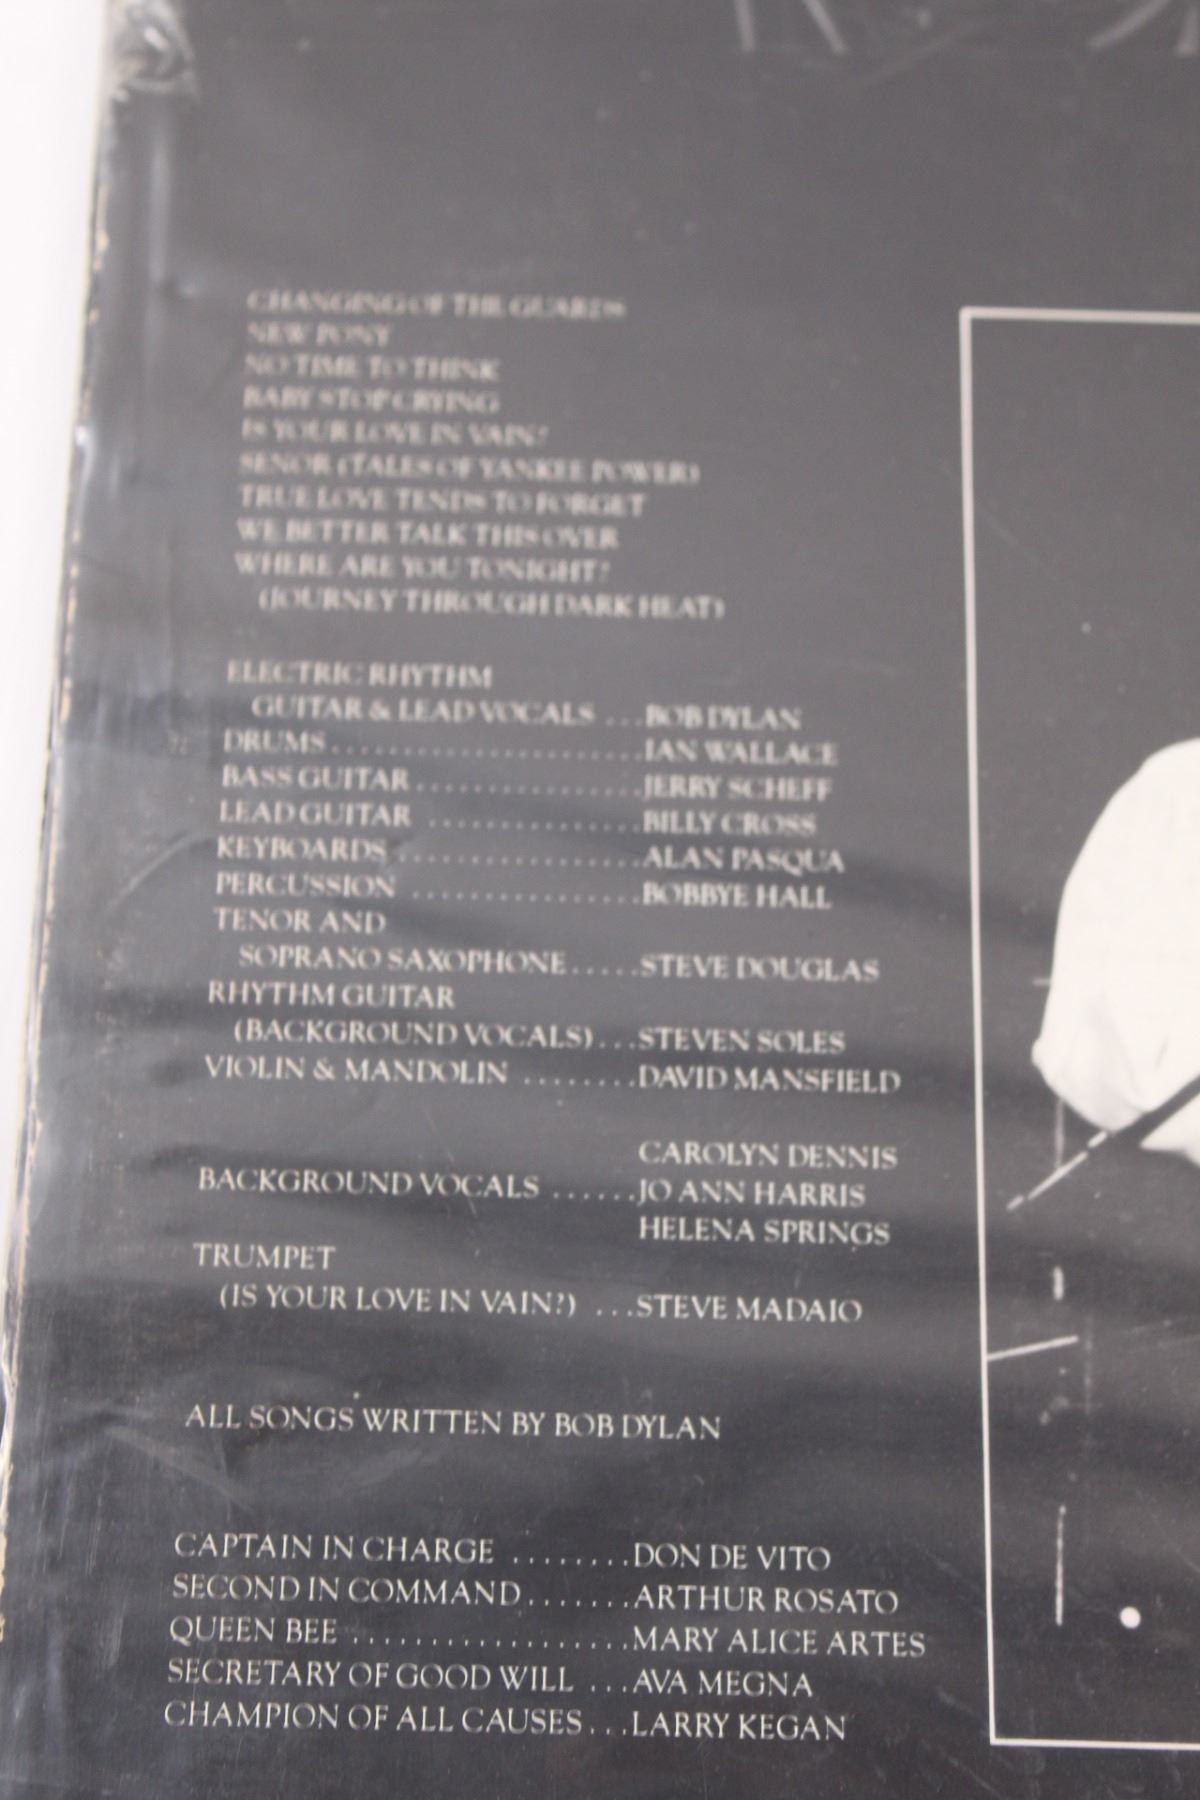 CHANGING OF THE GUARDS
NEW PONY
NO TIME TO THINK
BABY STOP CRYING
IS YOUR LOVE IN VAIN?
SENOR (TALES OF YANKEE POWER)
TRUE LOVE TENDS TO FORGET
WE BETTER TALK THIS OVER
WHERE ARE YOU TONIGHT?
(JOURNEY THROUGH DARK HEAT)
ELECTRIC RHYTHM
GUITAR & LEAD VOCALS ...BOB DYLAN
DRUMS......................IAN WALLACE
BASS GUITAR................JERRY SCHEFF
LEAD GUITAR ...............BILLY CROSS
KEYBOARDS..................ALAN PASQUA
PERCUSSION ................BOBBYE HALL
TENOR AND
SOPRANO SAXOPHONE.....STEVE DOUGLAS
RHYTHM GUITAR
(BACKGROUND VOCALS)...STEVEN SOLES
VIOLIN & MANDOLIN ........DAVID MANSFIELD
CAROLYN DENNIS
BACKGROUND VOCALS ......JO ANN HARRIS
HELENA SPRINGS
TRUMPET
(IS YOUR LOVE IN VAIN?) ...STEVE MADAIO
ALL SONGS WRITTEN BY BOB DYLAN
CAPTAIN IN CHARGE ........DON DE VITO
SECOND IN COMMAND.......ARTHUR ROSATO
QUEEN BEE ..................MARY ALICE ARTES
SECRETARY OF GOOD WILL ...AVA MEGNA
CHAMPION OF ALL CAUSES...LARRY KEGAN